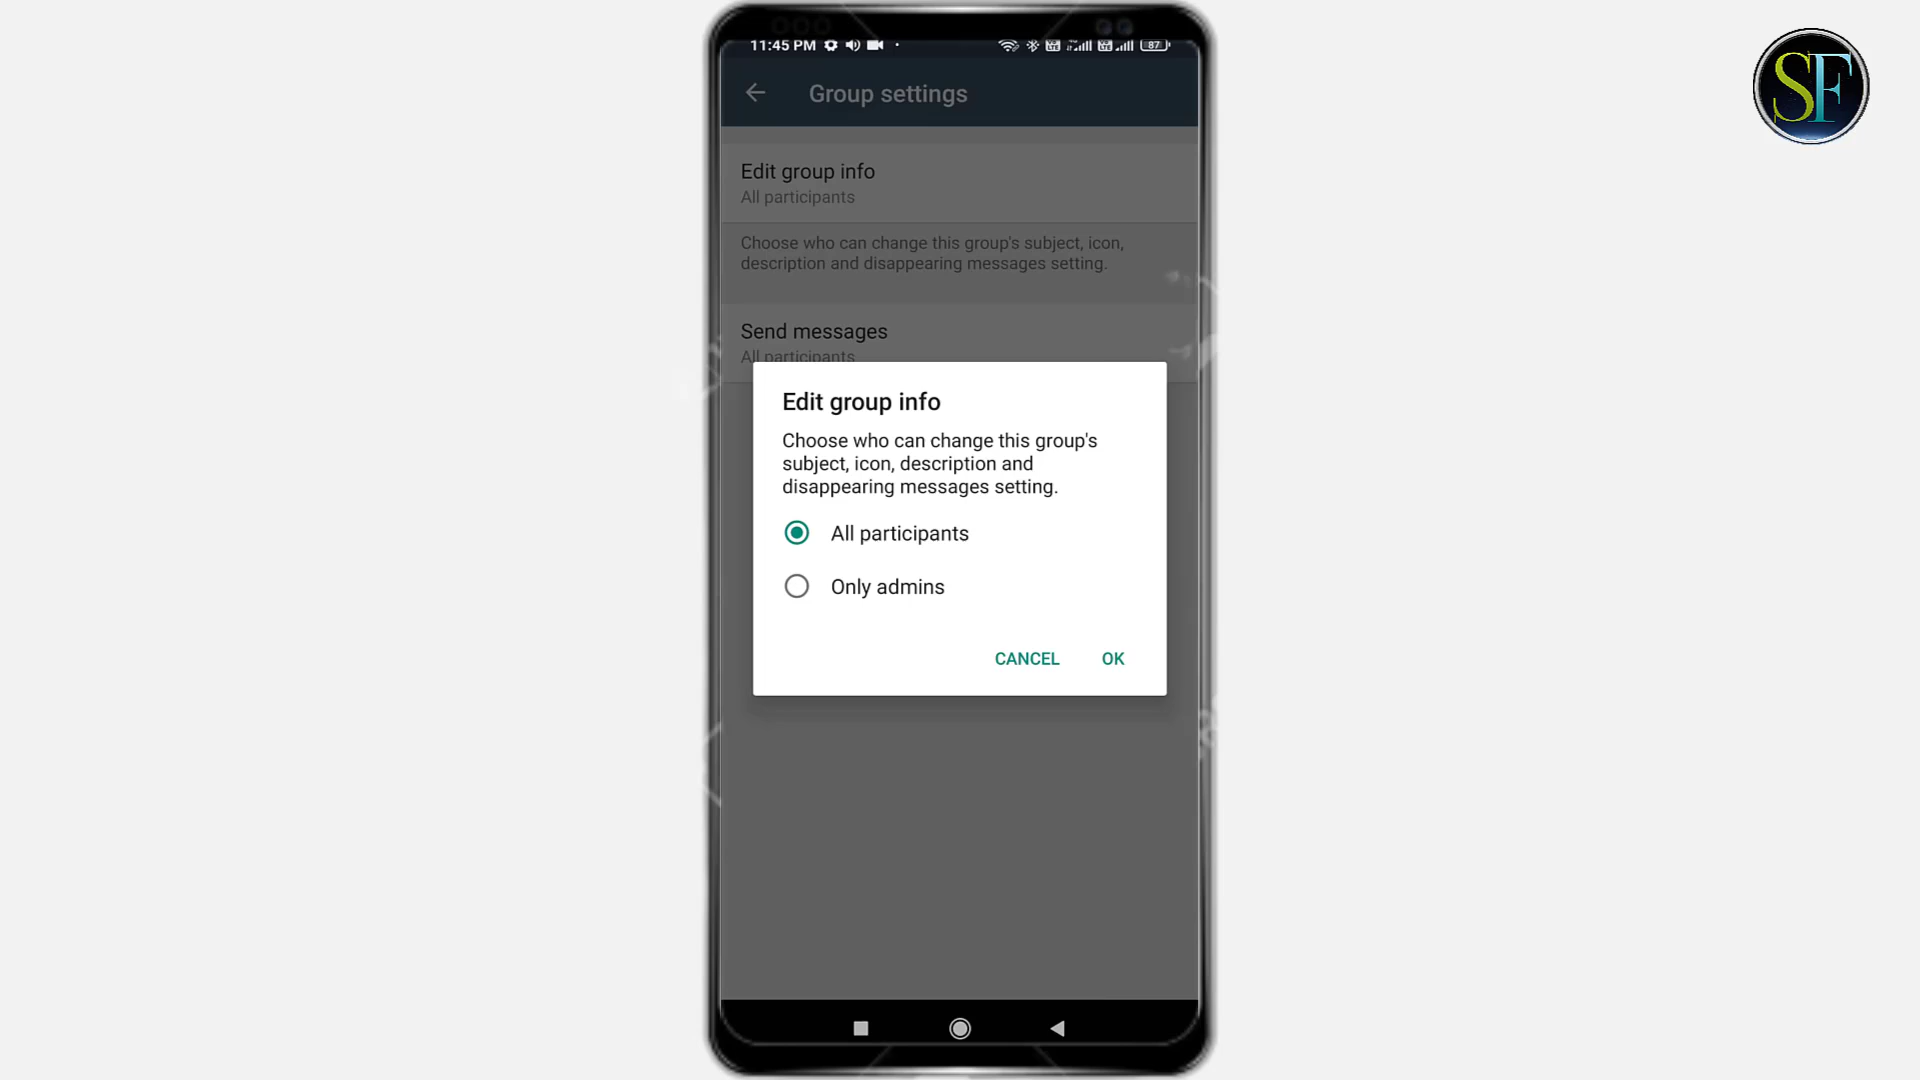 SF
11:45 PM
87
Group settings
Edit group info
All participants
Choose who can change this group's subject, icon,
description and disappearing messages setting.
Send messages
All participants
Edit group info
Choose who can change this group's
subject, icon, description and
disappearing messages setting.
All participants
Only admins
CANCEL
OK